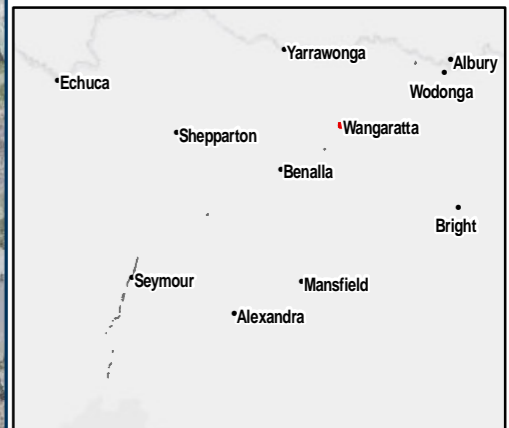 Yarrawonga
Albury
Echuca
Wodonga
Shepparton
Wangaratta
Benalla
Bright
Seymour
Mansfield
Alexandra